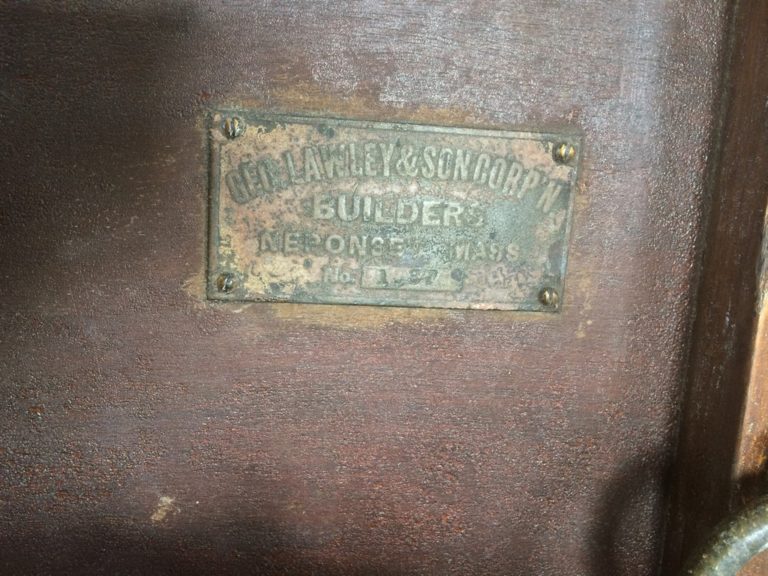 GEO. LAWLEY & SON CORP'N
BUILDERS
NEPONSET MASS
No.